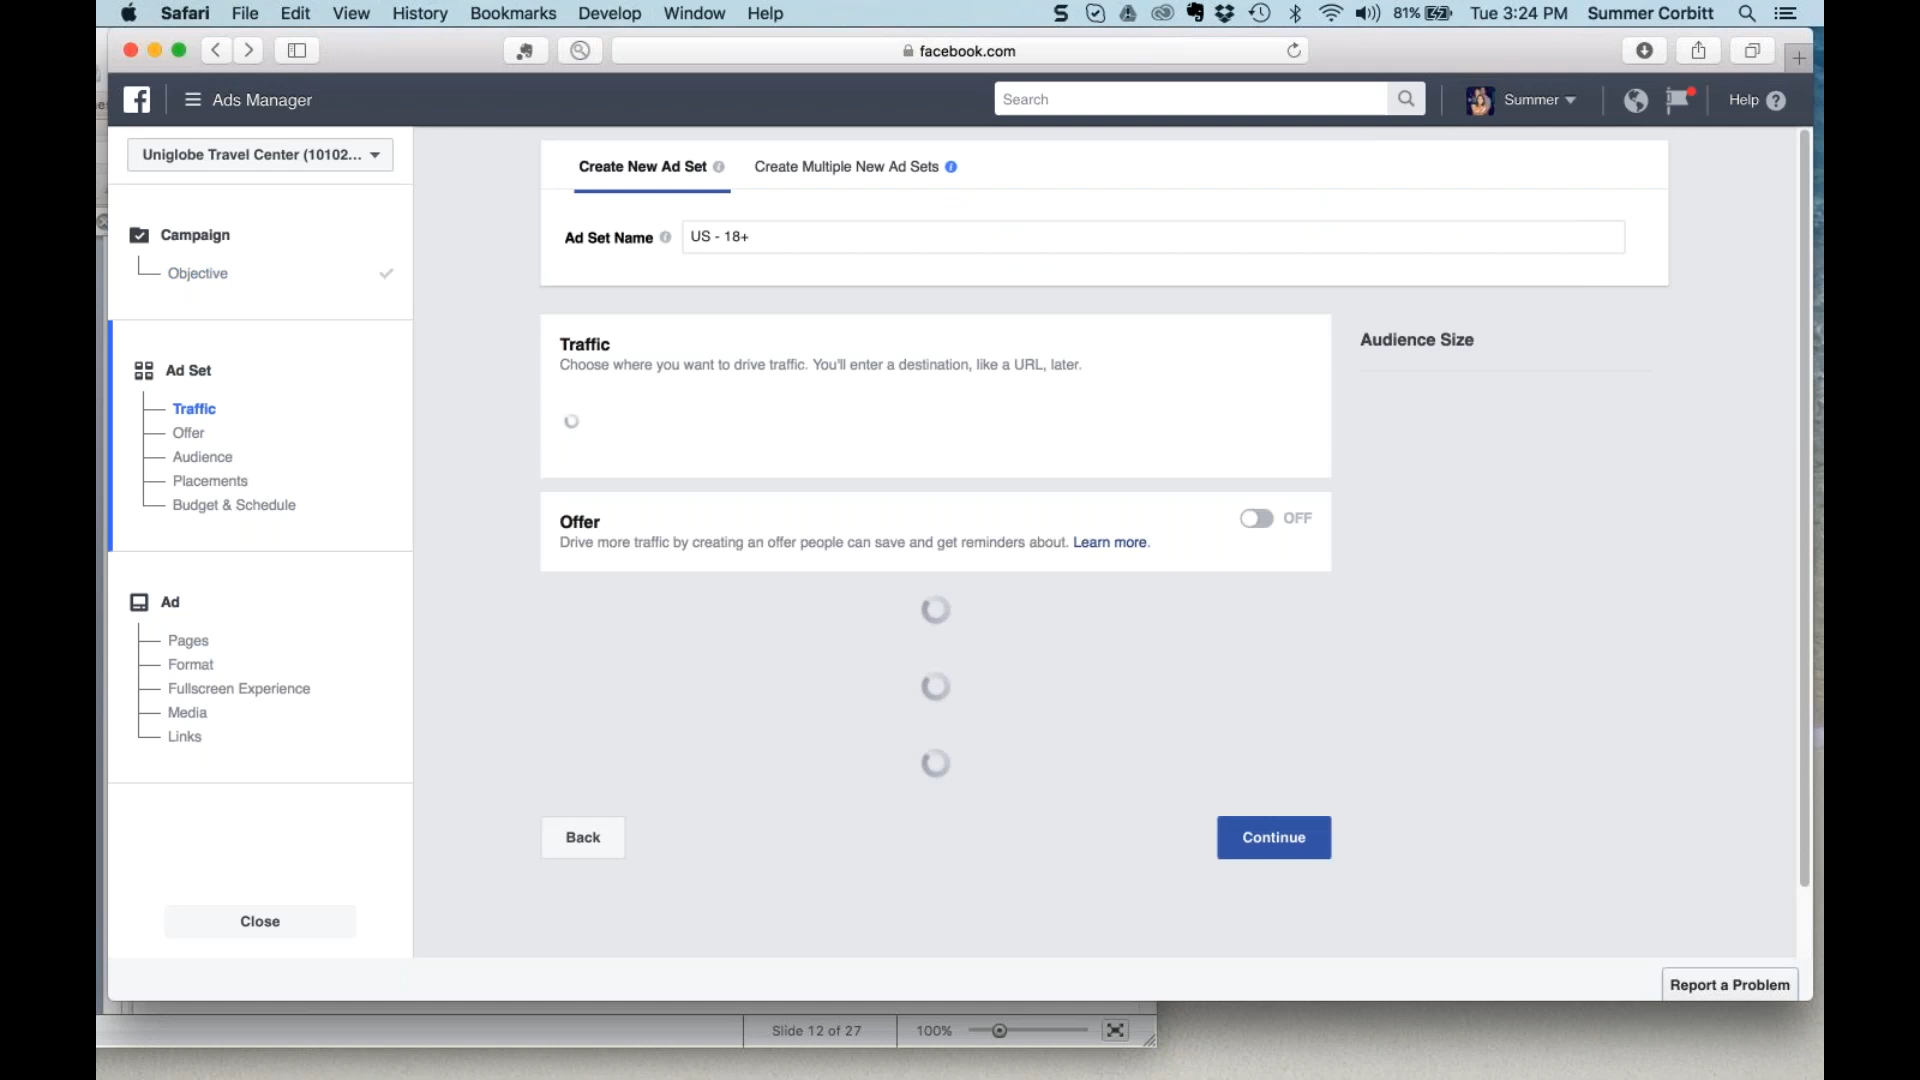 Safari File Edit View History Bookmarks Develop Window Help 81% Tue 3:24 PM Summer Corbitt
facebook.com
Ads Manager Search Summer Help
Uniglobe Travel Center (10102...
Create New Ad Set Create Multiple New Ad Sets
Campaign
Ad Set Name US - 18+
Objective
Traffic
Choose where you want to drive traffic. You'll enter a destination, like a URL, later.
Audience Size
Ad Set
Traffic
Offer
Audience
Placements
Budget & Schedule
Offer OFF
Drive more traffic by creating an offer people can save and get reminders about. Learn more.
Ad
Pages
Format
Fullscreen Experience
Media
Links
Back Continue
Close
Report a Problem
Slide 12 of 27 100%